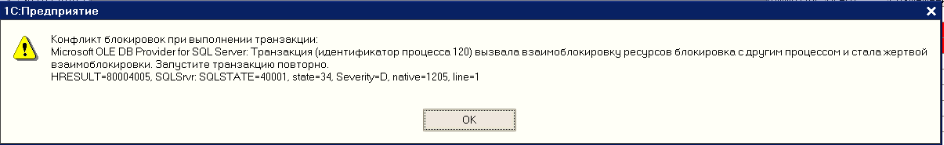 1С:Предприятие
Конфликт блокировок при выполнении транзакции:
Microsoft OLE DB Provider for SQL Server: Транзакция (идентификатор процесса 120) вызвала взаимоблокировку ресурсов блокировка с другим процессом и стала жертвой
взаимоблокировки. Запустите транзакцию повторно.
HRESULT=80004005, SQLSrvr: SQLSTATE=40001, state=34, Severity=D, native=1205, line=1
OK